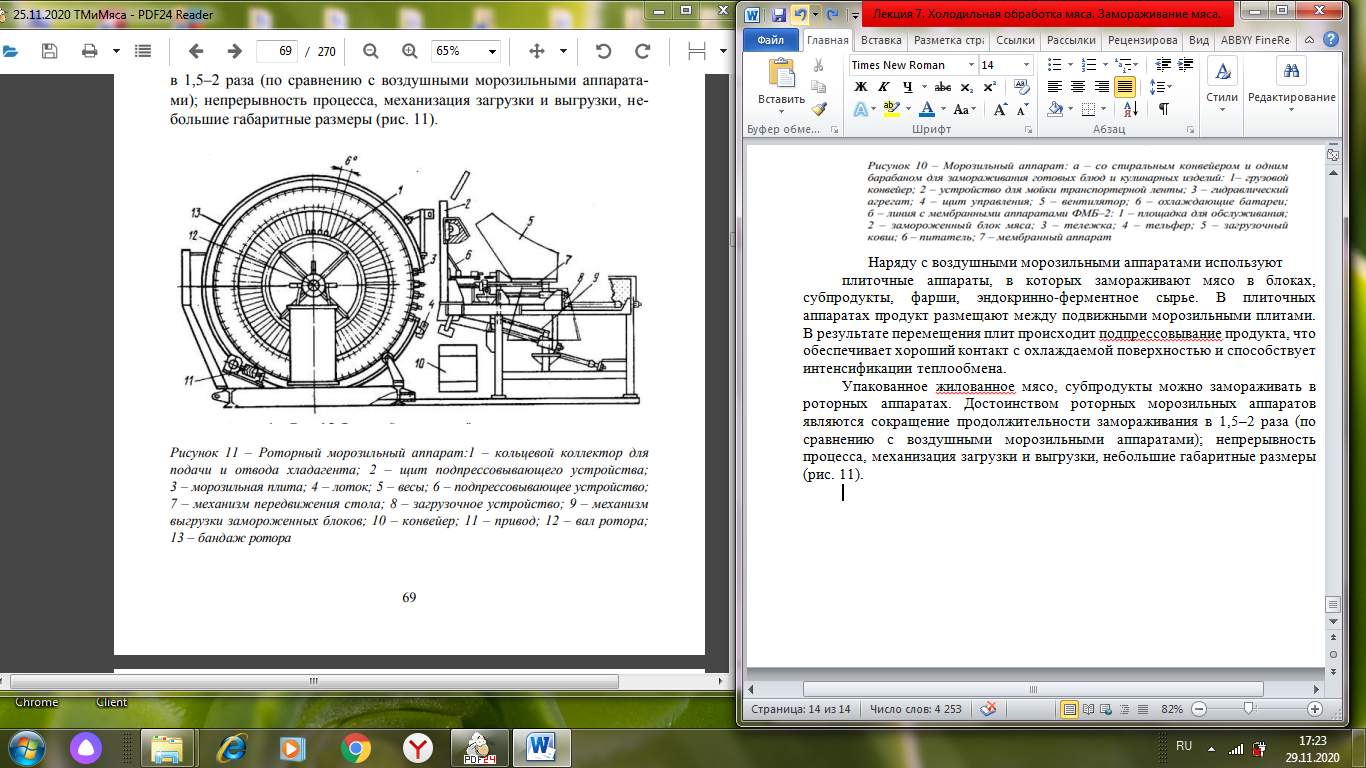 25.11.2020 ТМиМяса - PDF24 Reader
69 / 270
65%
в 1,5–2 раза (по сравнению с воздушными морозильными аппарата-
ми); непрерывность процесса, механизация загрузки и выгрузки, не-
большие габаритные размеры (рис. 11).
6°
1
2
13
5
12
6
7
3
8
9
4
10
11
Рисунок 11 – Роторный морозильный аппарат:1 – кольцевой коллектор для
подачи и отвода хладагента; 2 – щит подпрессовывающего устройства;
3 – морозильная плита; 4 – лоток; 5 – весы; 6 – подпрессовывающее устройство;
7 – механизм передвижения стола; 8 – загрузочное устройство; 9 – механизм
выгрузки замороженных блоков; 10 – конвейер; 11 – привод; 12 – вал ротора;
13 – бандаж ротора
69
Chrome
Client
Лекция 7. Холодильная обработка мяса. Замораживание мяса.
Файл Главная Вставка Разметка стра Ссылки Рассылки Рецензирова Вид ABBYY FineRe
Times New Roman 14
Вставить
Ж К Ч abc x₂ x²
Aa
Стили
Редактирование
Буфер обме... Шрифт Абзац
Рисунок 10 – Морозильный аппарат: а – со спиральным конвейером и одним
барабаном для замораживания готовых блюд и кулинарных изделий: 1– грузовой
конвейер; 2 – устройство для мойки транспортерной ленты; 3 – гидравлический
агрегат; 4 – щит управления; 5 – вентилятор; 6 – охлаждающие батареи;
б – линия с мембранными аппаратами ФМБ–2: 1 – площадка для обслуживания;
2 – замороженный блок мяса; 3 – тележка; 4 – тельфер; 5 – загрузочный
ковш; 6 – питатель; 7 – мембранный аппарат
Наряду с воздушными морозильными аппаратами используют
плиточные аппараты, в которых замораживают мясо в блоках,
субпродукты, фарши, эндокринно-ферментное сырье. В плиточных
аппаратах продукт размещают между подвижными морозильными плитами.
В результате перемещения плит происходит подпрессовывание продукта, что
обеспечивает хороший контакт с охлаждаемой поверхностью и способствует
интенсификации теплообмена.
Упакованное жилованное мясо, субпродукты можно замораживать в
роторных аппаратах. Достоинством роторных морозильных аппаратов
являются сокращение продолжительности замораживания в 1,5–2 раза (по
сравнению с воздушными морозильными аппаратами); непрерывность
процесса, механизация загрузки и выгрузки, небольшие габаритные размеры
(рис. 11).
Страница: 14 из 14 Число слов: 4 253 82%
PDF24
RU
17:23
29.11.2020